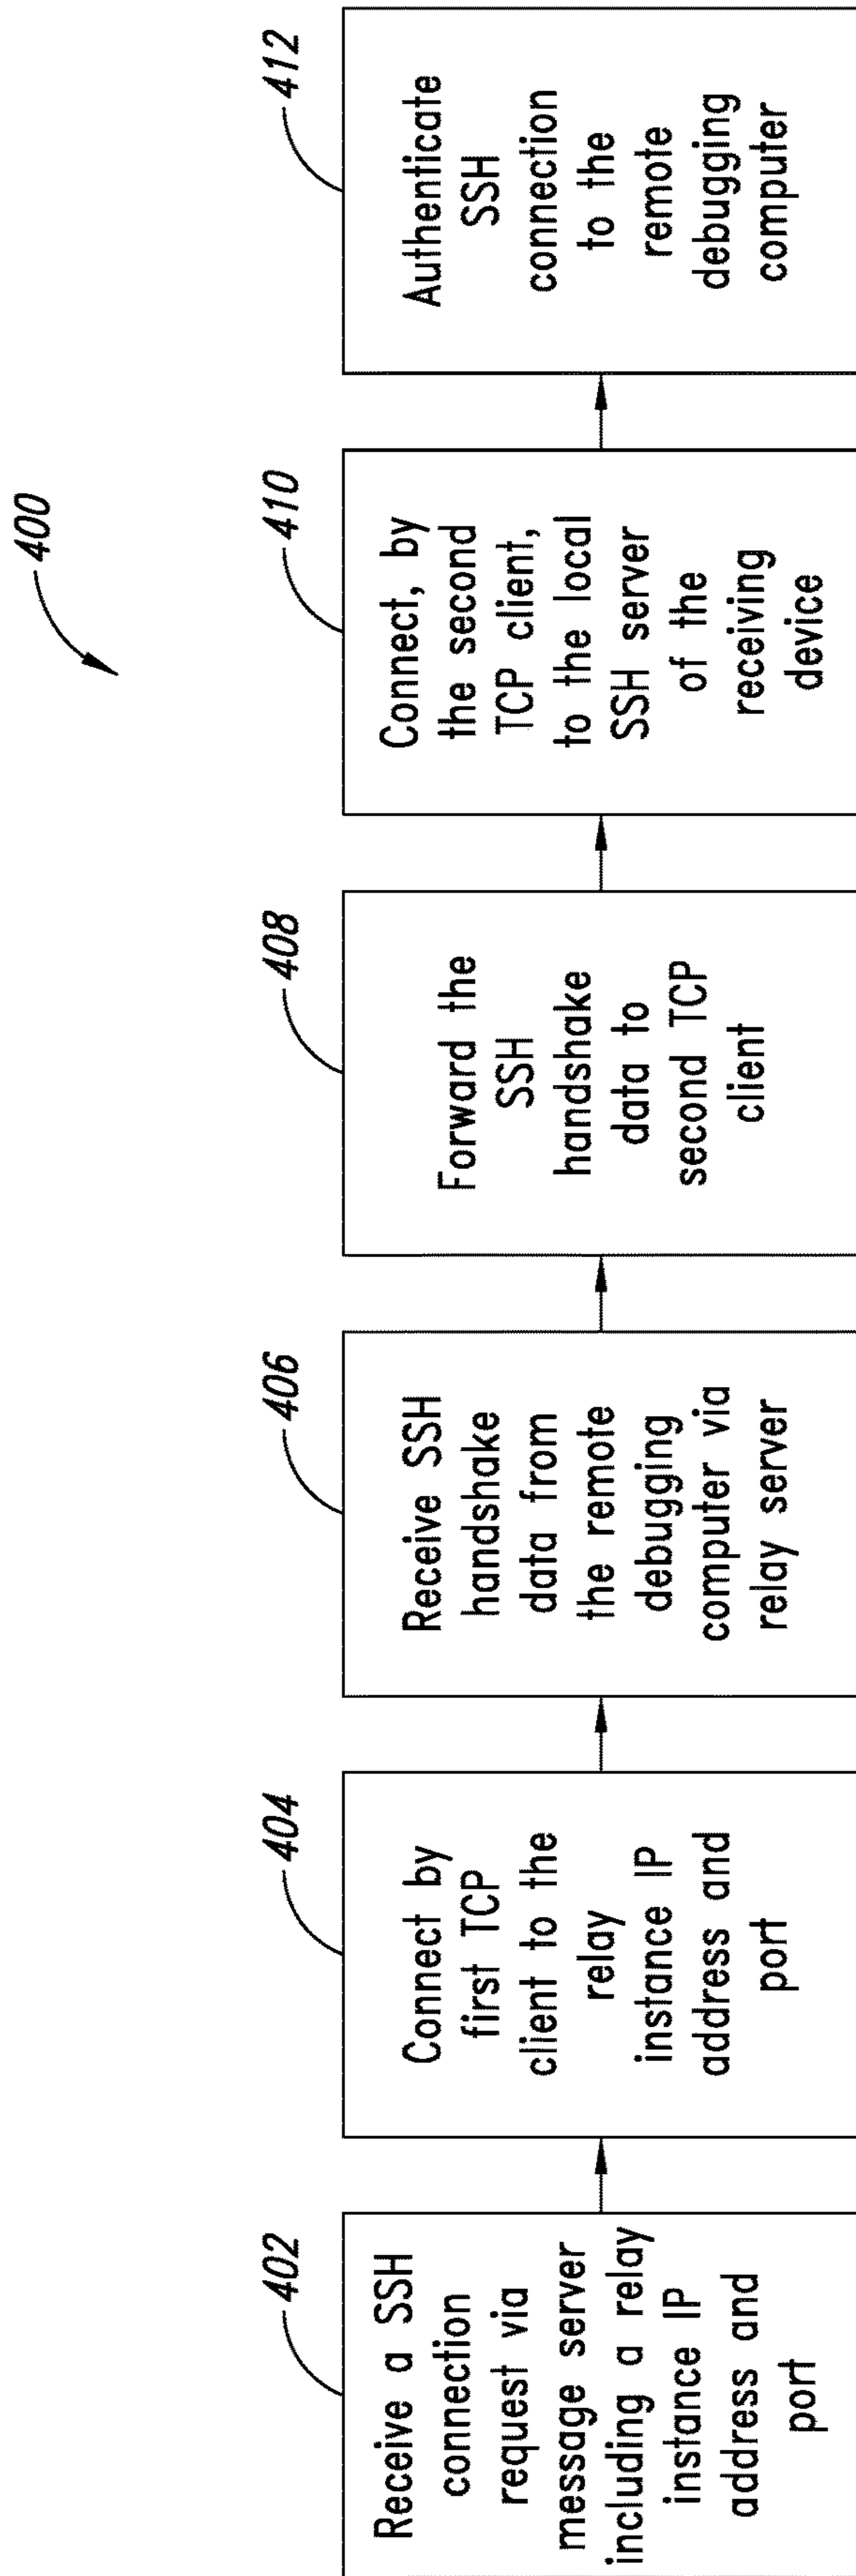 400
402
Receive a SSH
connection
request via
message server
including a relay
instance IP
address and
port
404
Connect by
first TCP
client to the
relay
instance IP
address and
port
406
Receive SSH
handshake
data from
the remote
debugging
computer via
relay server
408
Forward the
SSH
handshake
data to
second TCP
client
410
Connect, by
the second
TCP client,
to the local
SSH server
of the
receiving
device
412
Authenticate
SSH
connection
to the
remote
debugging
computer